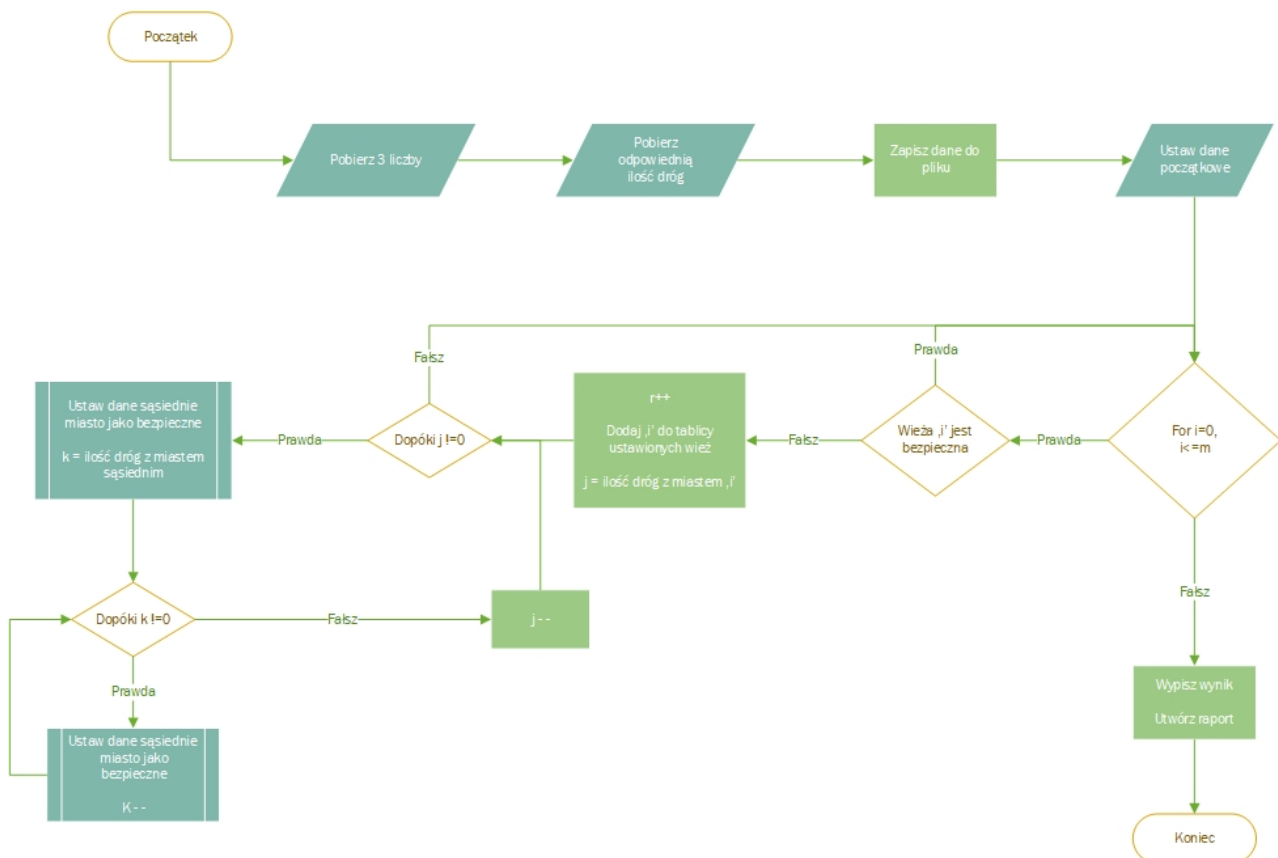 Początek
Pobierz 3 liczby
Pobierz
odpowiednią
ilość dróg
Zapisz dane do
pliku
Ustaw dane
początkowe
Fałsz
Prawda
Ustaw dane sąsiednie
miasto jako bezpieczne
k = ilość dróg z miastem
sąsiednim
Prawda
Dopóki j !=0
r++
Dodaj ‚i’ do tablicy
ustawionych wież
j = ilość dróg z miastem ‚i’
Fałsz
Wieża ‚i’ jest
bezpieczna
Prawda
For i=0,
i<=m
Dopóki k !=0
Fałsz
j--
Fałsz
Prawda
Ustaw dane sąsiednie
miasto jako
bezpieczne
K--
Wypisz wynik
Utwórz raport
Koniec